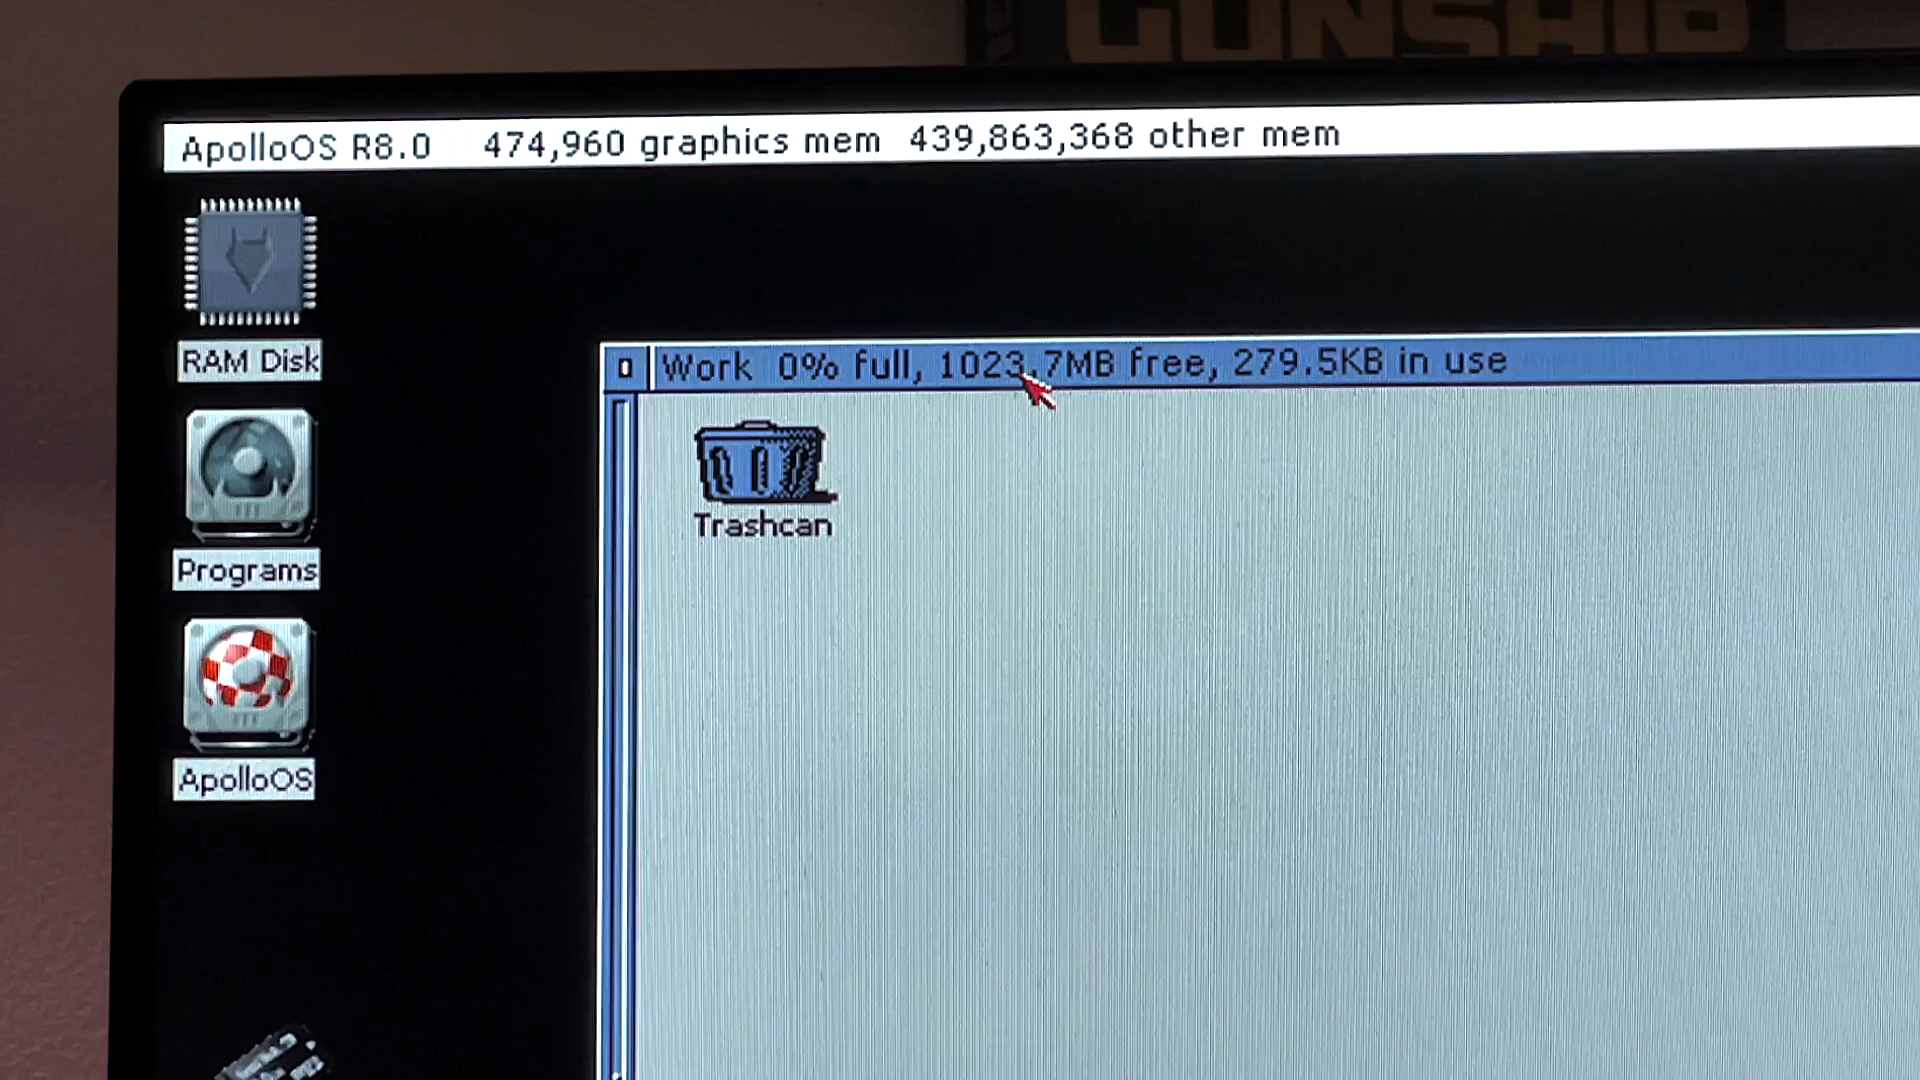 GUNSHIP
ApolloOS R8.0 474,960 graphics mem 439,863,368 other mem
RAM Disk
Work 0% full, 1023.7MB free, 279.5KB in use
Trashcan
Programs
ApolloOS